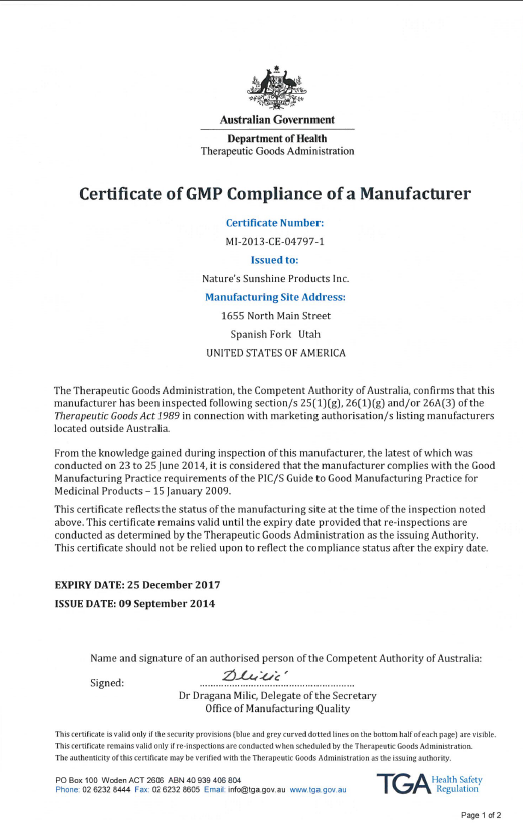 Australian Government
Department of Health
Therapeutic Goods Administration
Certificate of GMP Compliance of a Manufacturer
Certificate Number:
MI-2013-CE-04797-1
Issued to:
Nature's Sunshine Products Inc.
Manufacturing Site Address:
1655 North Main Street
Spanish Fork Utah
UNITED STATES OF AMERICA
The Therapeutic Goods Administration, the Competent Authority of Australia, confirms that this
manufacturer has been inspected following section/s 25(1)(g), 26(1)(g) and/or 26A(3) of the
Therapeutic Goods Act 1989 in connection with marketing authorisation/s listing manufacturers
located outside Australia.
From the knowledge gained during inspection of this manufacturer, the latest of which was
conducted on 23 to 25 June 2014, it is considered that the manufacturer complies with the Good
Manufacturing Practice requirements of the PIC/S Guide to Good Manufacturing Practice for
Medicinal Products – 15 January 2009.
This certificate reflects the status of the manufacturing site at the time of the inspection noted
above. This certificate remains valid until the expiry date provided that re-inspections are
conducted as determined by the Therapeutic Goods Administration as the issuing Authority.
This certificate should not be relied upon to reflect the compliance status after the expiry date.
EXPIRY DATE: 25 December 2017
ISSUE DATE: 09 September 2014
Name and signature of an authorised person of the Competent Authority of Australia:
Signed:
Dr Dragana Milic, Delegate of the Secretary
Office of Manufacturing Quality
This certificate is valid only if the security provisions (blue and grey curved dotted lines on the bottom half of each page) are visible.
This certificate remains valid only if re-inspections are conducted when scheduled by the Therapeutic Goods Administration.
The authenticity of this certificate may be verified with the Therapeutic Goods Administration as the issuing authority.
PO Box 100 Woden ACT 2606 ABN 40 939 406 804
Phone: 02 6232 8444 Fax: 02 6232 8605 Email: info@tga.gov.au www.tga.gov.au
TGA Health Safety
Regulation
Page 1 of 2